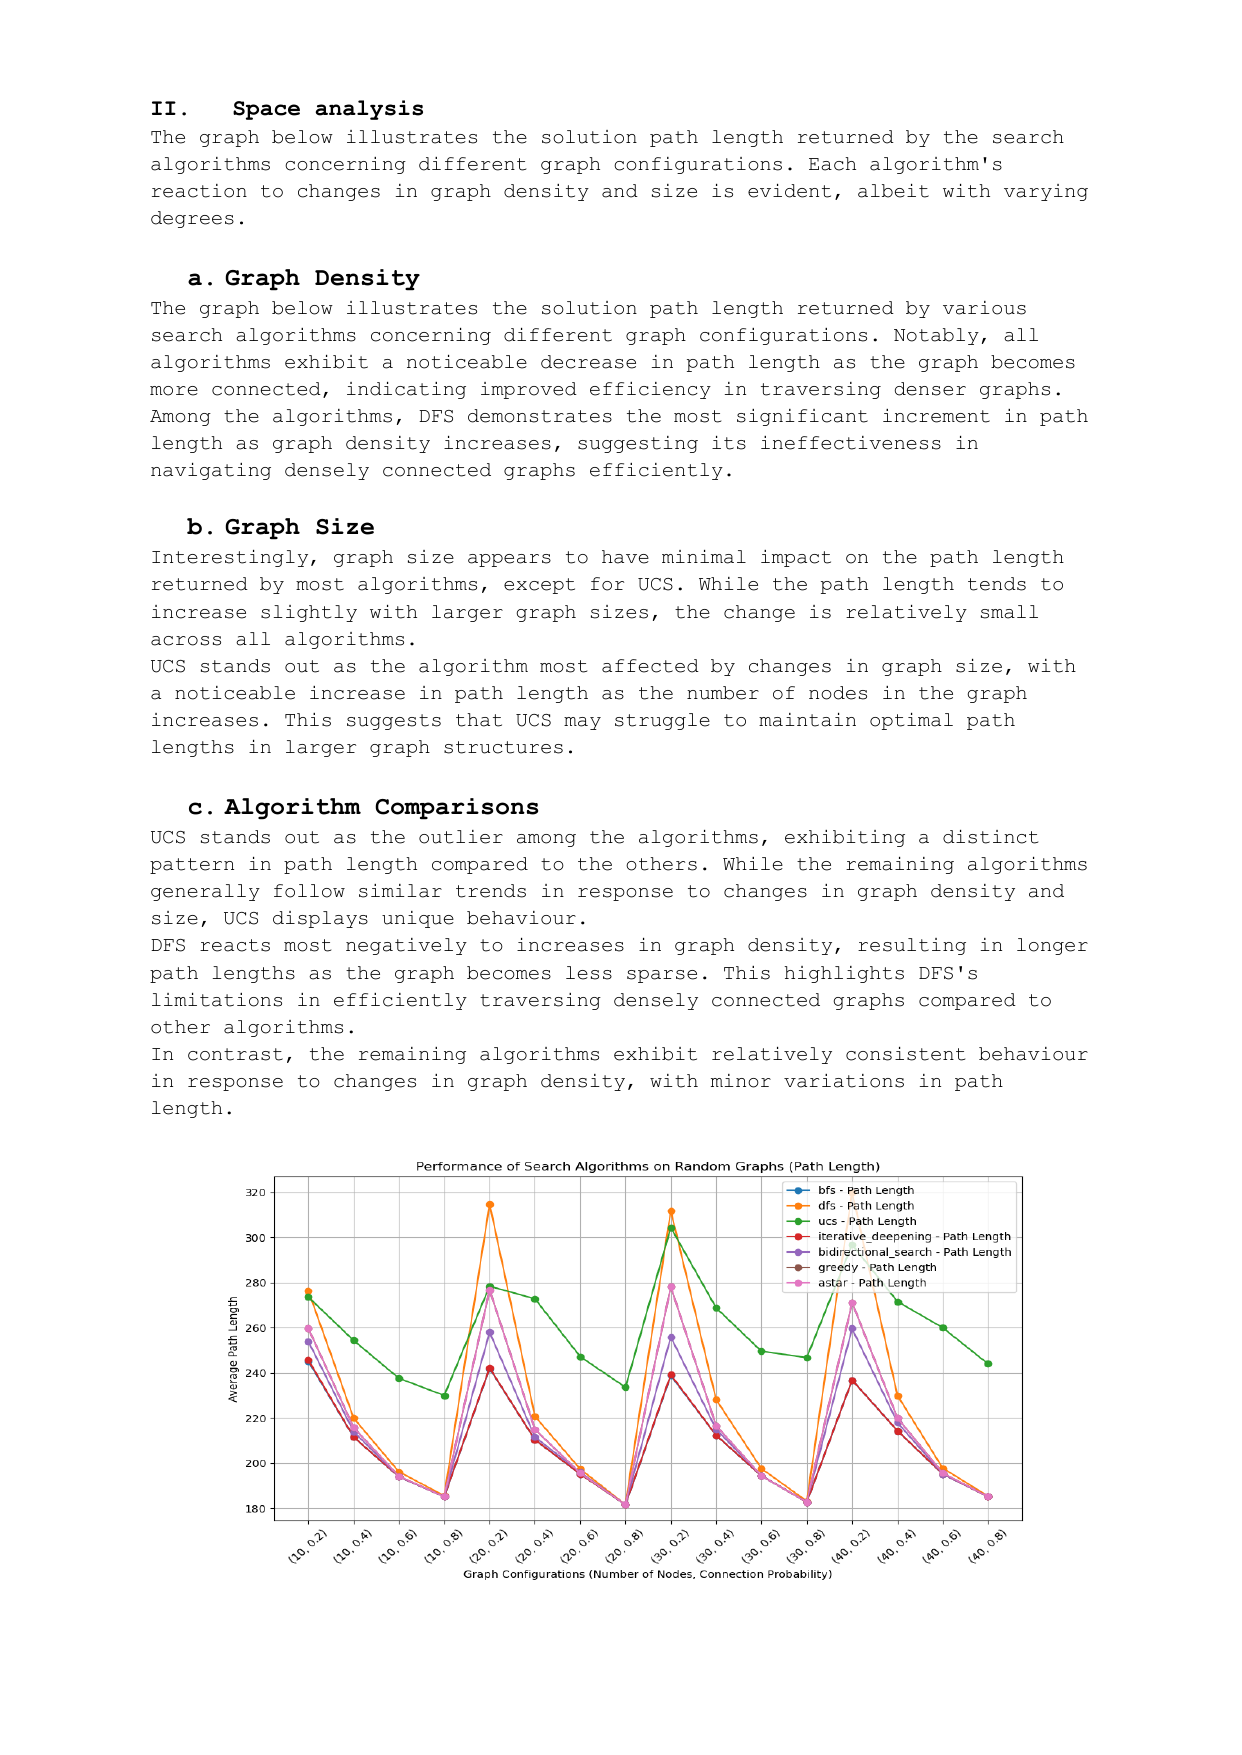 II. Space analysis
The graph below illustrates the solution path length returned by the search
algorithms concerning different graph configurations. Each algorithm's
reaction to changes in graph density and size is evident, albeit with varying
degrees.
a. Graph Density
The graph below illustrates the solution path length returned by various
search algorithms concerning different graph configurations. Notably, all
algorithms exhibit a noticeable decrease in path length as the graph becomes
more connected, indicating improved efficiency in traversing denser graphs.
Among the algorithms, DFS demonstrates the most significant increment in path
length as graph density increases, suggesting its ineffectiveness in
navigating densely connected graphs efficiently.
b. Graph Size
Interestingly, graph size appears to have minimal impact on the path length
returned by most algorithms, except for UCS. While the path length tends to
increase slightly with larger graph sizes, the change is relatively small
across all algorithms.
UCS stands out as the algorithm most affected by changes in graph size, with
a noticeable increase in path length as the number of nodes in the graph
increases. This suggests that UCS may struggle to maintain optimal path
lengths in larger graph structures.
c. Algorithm Comparisons
UCS stands out as the outlier among the algorithms, exhibiting a distinct
pattern in path length compared to the others. While the remaining algorithms
generally follow similar trends in response to changes in graph density and
size, UCS displays unique behaviour.
DFS reacts most negatively to increases in graph density, resulting in longer
path lengths as the graph becomes less sparse. This highlights DFS's
limitations in efficiently traversing densely connected graphs compared to
other algorithms.
In contrast, the remaining algorithms exhibit relatively consistent behaviour
in response to changes in graph density, with minor variations in path
length.
Performance of Search Algorithms on Random Graphs (Path Length)
bfs - Path Length
dfs - Path Length
ucs - Path Length
iterative_deepening - Path Length
bidirectional_search - Path Length
greedy - Path Length
astar - Path Length
Average Path Length
320
300
280
260
240
220
200
180
(10, 0.2)
(10, 0.4)
(10, 0.6)
(10, 0.8)
(20, 0.2)
(20, 0.4)
(20, 0.6)
(20, 0.8)
(30, 0.2)
(30, 0.4)
(30, 0.6)
(30, 0.8)
(40, 0.2)
(40, 0.4)
(40, 0.6)
(40, 0.8)
Graph Configurations (Number of Nodes, Connection Probability)